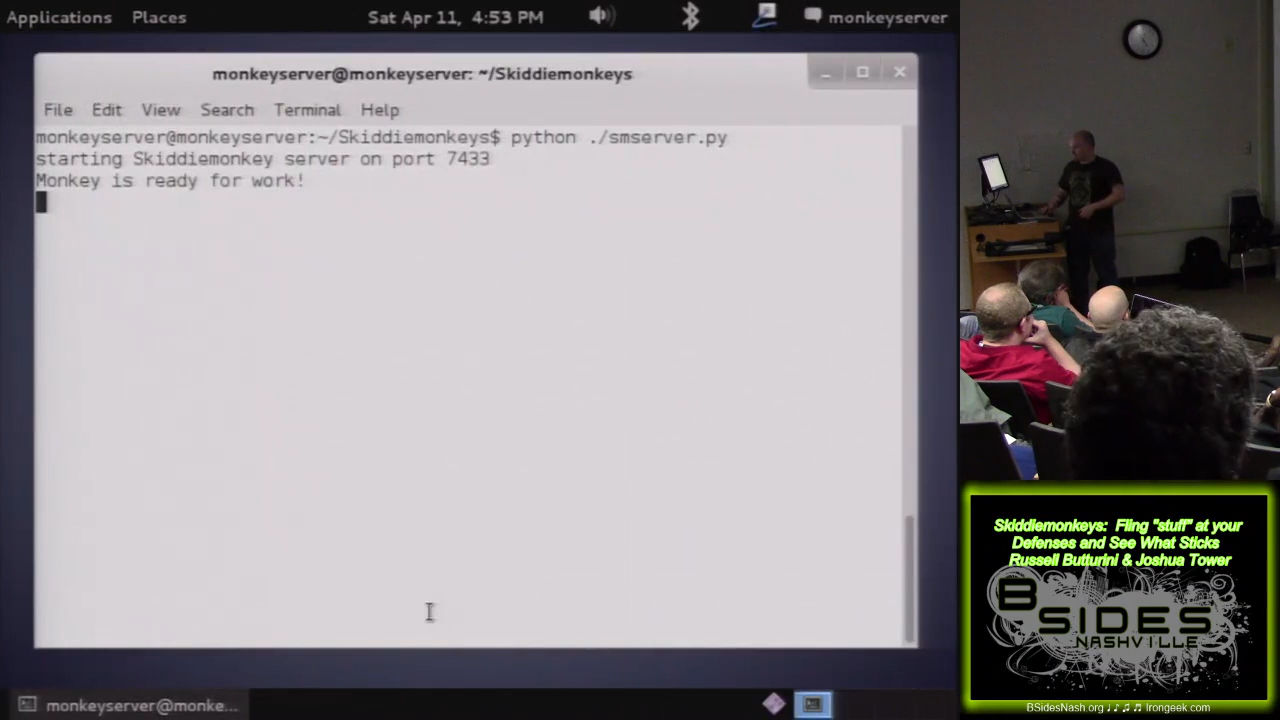 Applications Places Sat Apr 11, 4:53 PM monkeyserver
monkeyserver@monkeyserver: ~/Skiddiemonkeys
File Edit View Search Terminal Help
monkeyserver@monkeyserver:~/Skiddiemonkeys$ python ./smserver.py
starting Skiddiemonkey server on port 7433
Monkey is ready for work!
monkeyserver@monke...
Skiddiemonkeys: Fling "stuff" at your
Defenses and See What Sticks
Russell Butturini & Joshua Tower
BSIDES
NASHVILLE
BSidesNash.org ♩♪♫♬ Irongeek.com